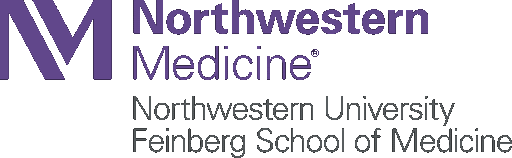 Northwestern
Medicine®
Northwestern University
Feinberg School of Medicine